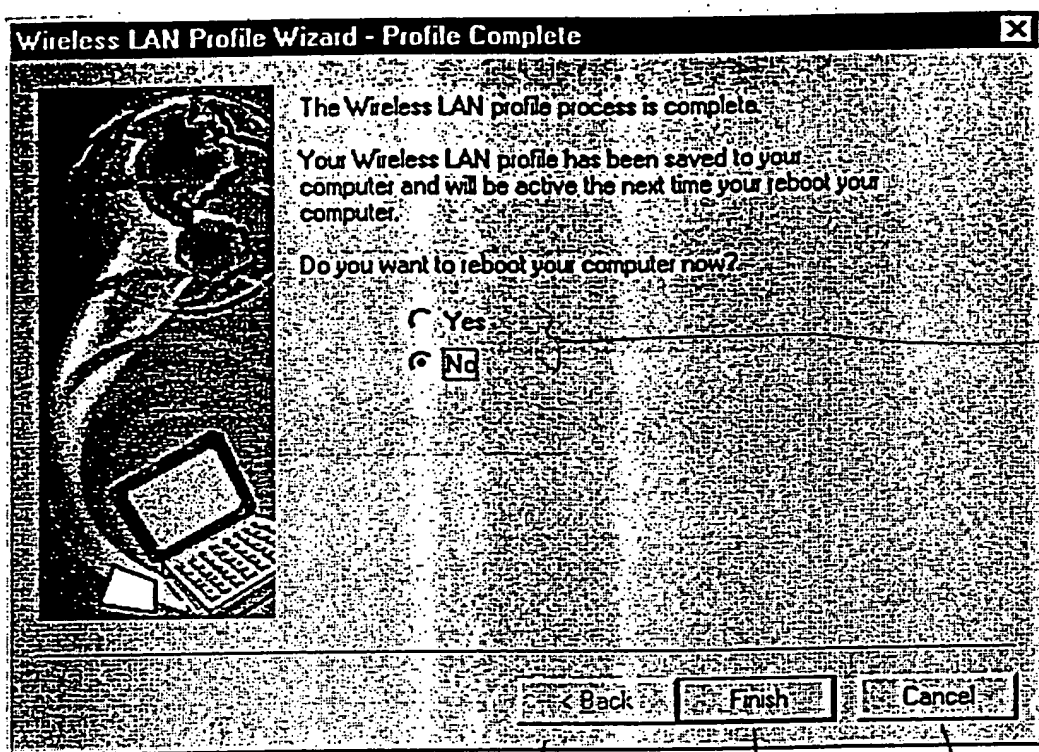 Wireless LAN Profile Wizard - Profile Complete
The Wireless LAN profile process is complete.
Your Wireless LAN profile has been saved to your
computer and will be active the next time your reboot your
computer.
Do you want to reboot your computer now?
Yes
No
< Back
Finish
Cancel